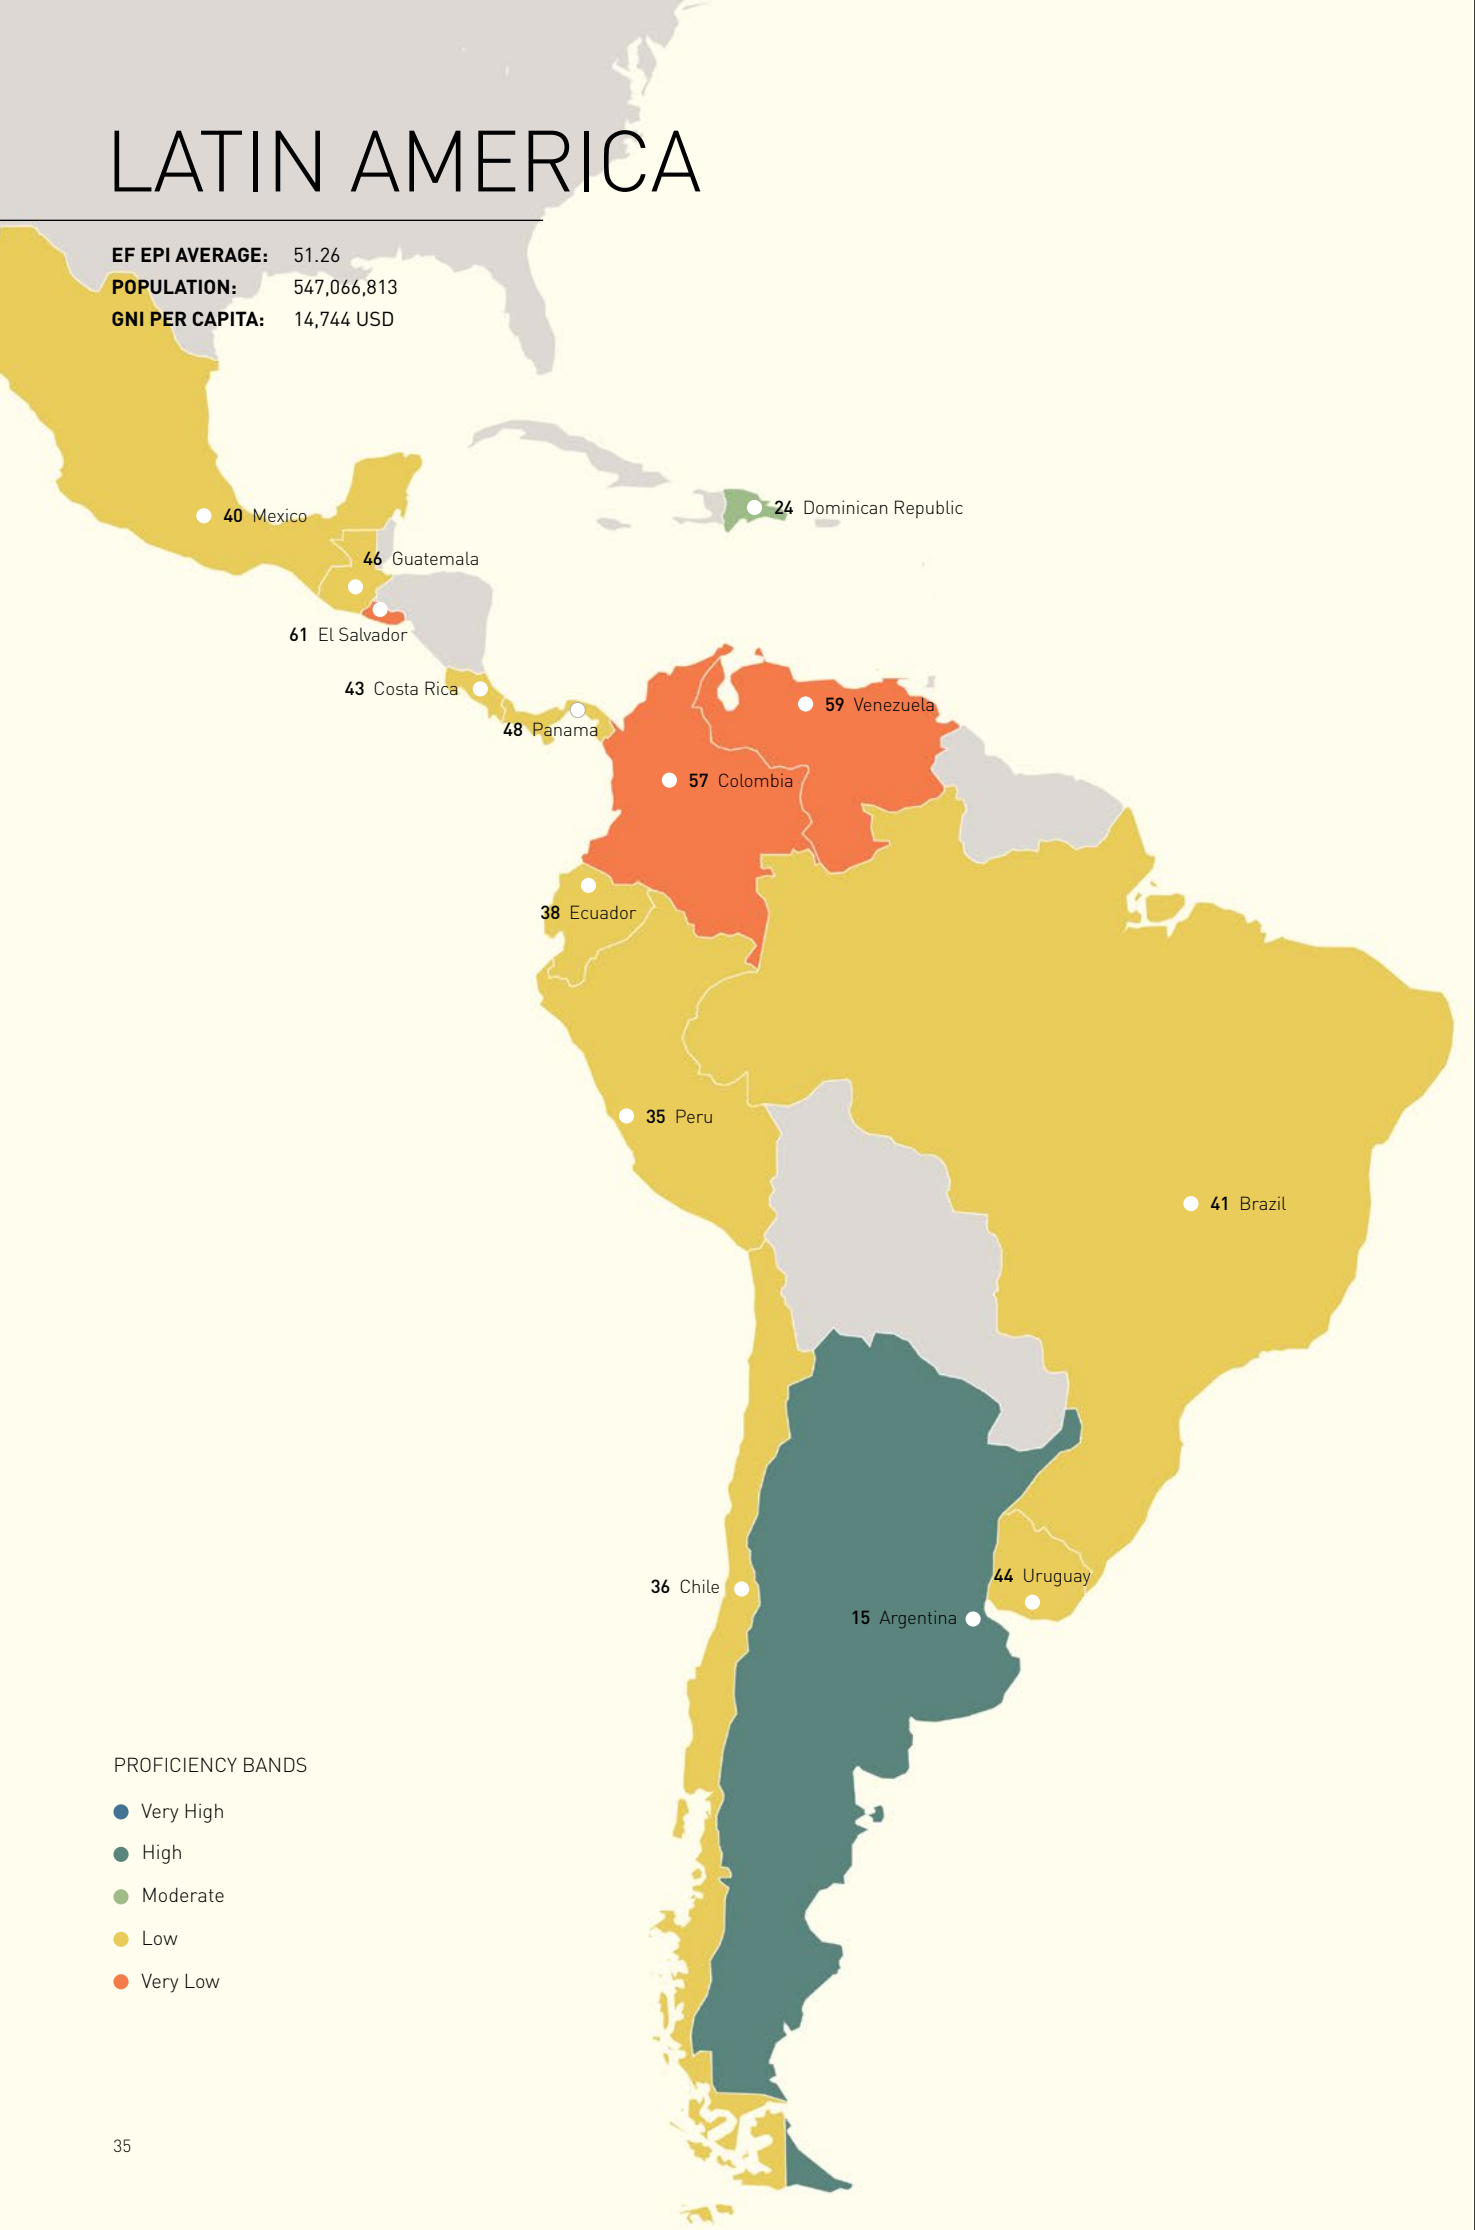 LATIN AMERICA
EF EPI AVERAGE: 51.26
POPULATION: 547,066,813
GNI PER CAPITA: 14,744 USD
24 Dominican Republic
40 Mexico
46 Guatemala
61 El Salvador
43 Costa Rica
59 Venezuela
48 Panama
57 Colombia
38 Ecuador
35 Peru
41 Brazil
44 Uruguay
36 Chile
15 Argentina
PROFICIENCY BANDS
Very High
High
Moderate
Low
Very Low
35